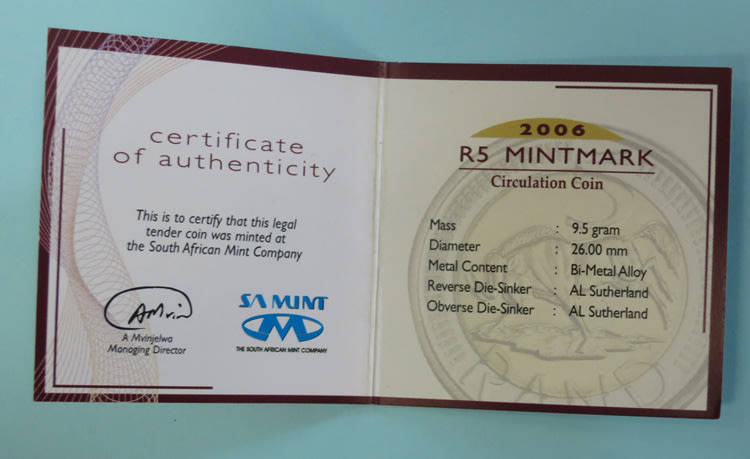 certificate
of authenticity
This is to certify that this legal
tender coin was minted at
the South African Mint Company
AMvin
A Mvinjelwa
Managing Director
SA MINT
THE SOUTH AFRICAN MINT COMPANY
2006
R5 MINTMARK
Circulation Coin
Mass : 9.5 gram
Diameter : 26.00 mm
Metal Content : Bi-Metal Alloy
Reverse Die-Sinker : AL Sutherland
Obverse Die-Sinker : AL Sutherland
RAND